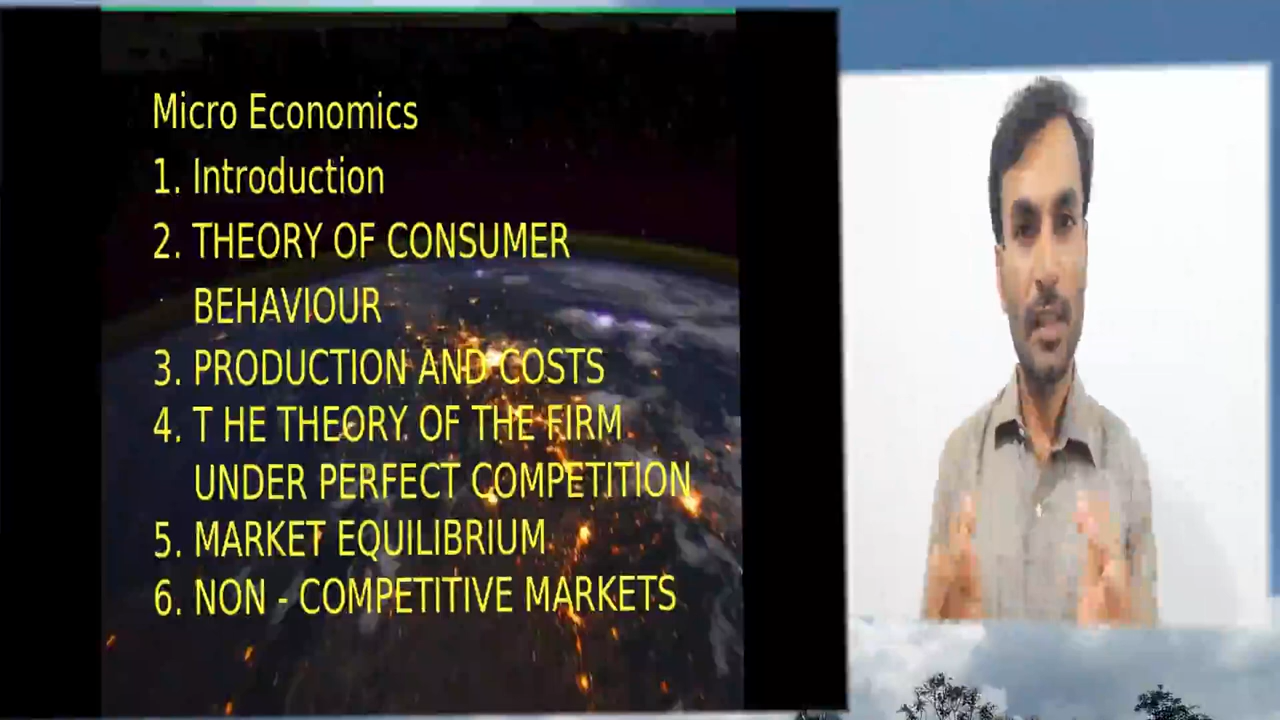 Micro Economics
1. Introduction
2. THEORY OF CONSUMER
BEHAVIOUR
3. PRODUCTION AND COSTS
4. T HE THEORY OF THE FIRM
UNDER PERFECT COMPETITION
5. MARKET EQUILIBRIUM
6. NON - COMPETITIVE MARKETS